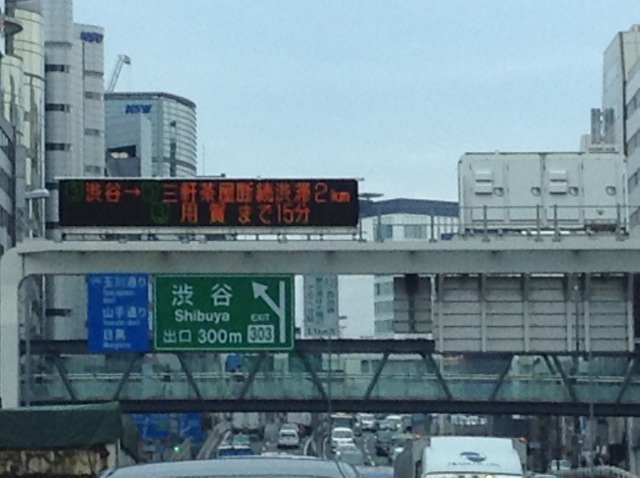 渋谷→三軒茶屋断続渋滞2km
用賀まで15分
玉川通り
山手通り
目黒
渋谷
Shibuya
EXIT
出口 300m 303